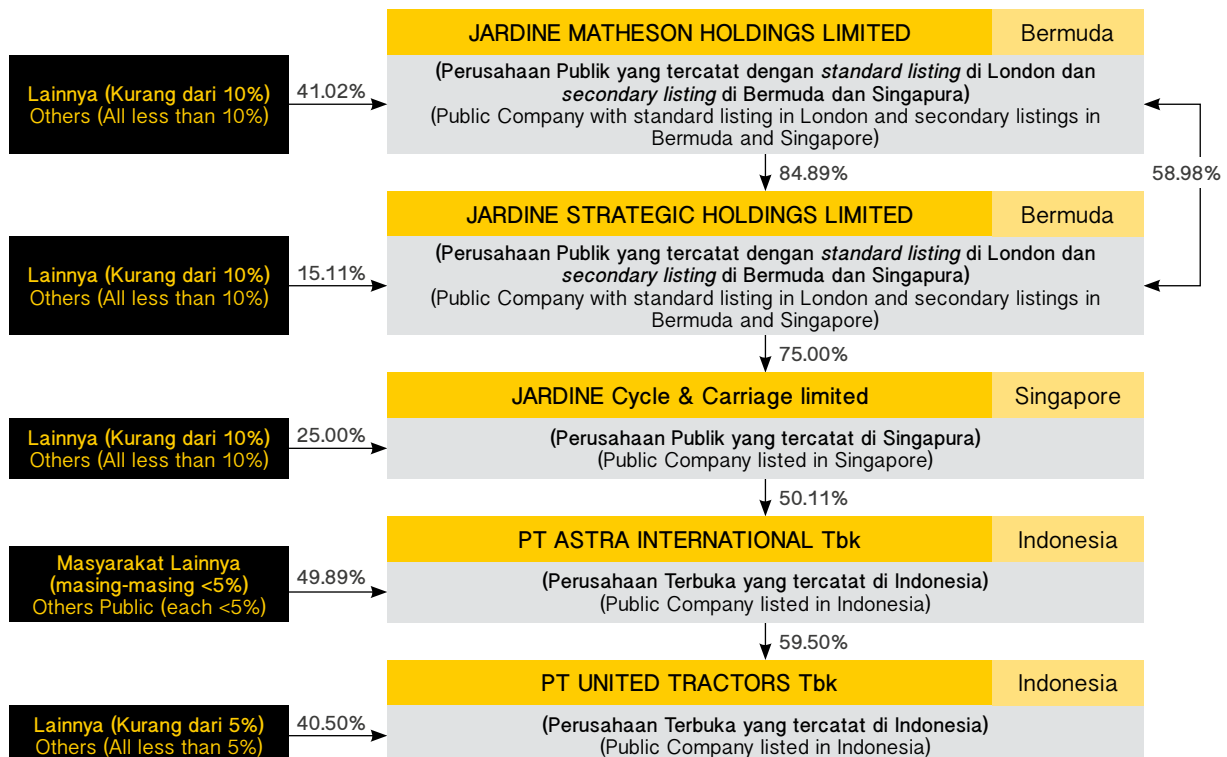 JARDINE MATHESON HOLDINGS LIMITED
Bermuda
Lainnya (Kurang dari 10%)
Others (All less than 10%)
41.02%
(Perusahaan Publik yang tercatat dengan standard listing di London dan
secondary listing di Bermuda dan Singapura)
(Public Company with standard listing in London and secondary listings in
Bermuda and Singapore)
84.89%
58.98%
JARDINE STRATEGIC HOLDINGS LIMITED
Bermuda
Lainnya (Kurang dari 10%)
Others (All less than 10%)
15.11%
(Perusahaan Publik yang tercatat dengan standard listing di London dan
secondary listing di Bermuda dan Singapura)
(Public Company with standard listing in London and secondary listings in
Bermuda and Singapore)
75.00%
JARDINE Cycle & Carriage limited
Singapore
Lainnya (Kurang dari 10%)
Others (All less than 10%)
25.00%
(Perusahaan Publik yang tercatat di Singapura)
(Public Company listed in Singapore)
50.11%
PT ASTRA INTERNATIONAL Tbk
Indonesia
Masyarakat Lainnya
(masing-masing <5%)
Others Public (each <5%)
49.89%
(Perusahaan Terbuka yang tercatat di Indonesia)
(Public Company listed in Indonesia)
59.50%
PT UNITED TRACTORS Tbk
Indonesia
Lainnya (Kurang dari 5%)
Others (All less than 5%)
40.50%
(Perusahaan Terbuka yang tercatat di Indonesia)
(Public Company listed in Indonesia)